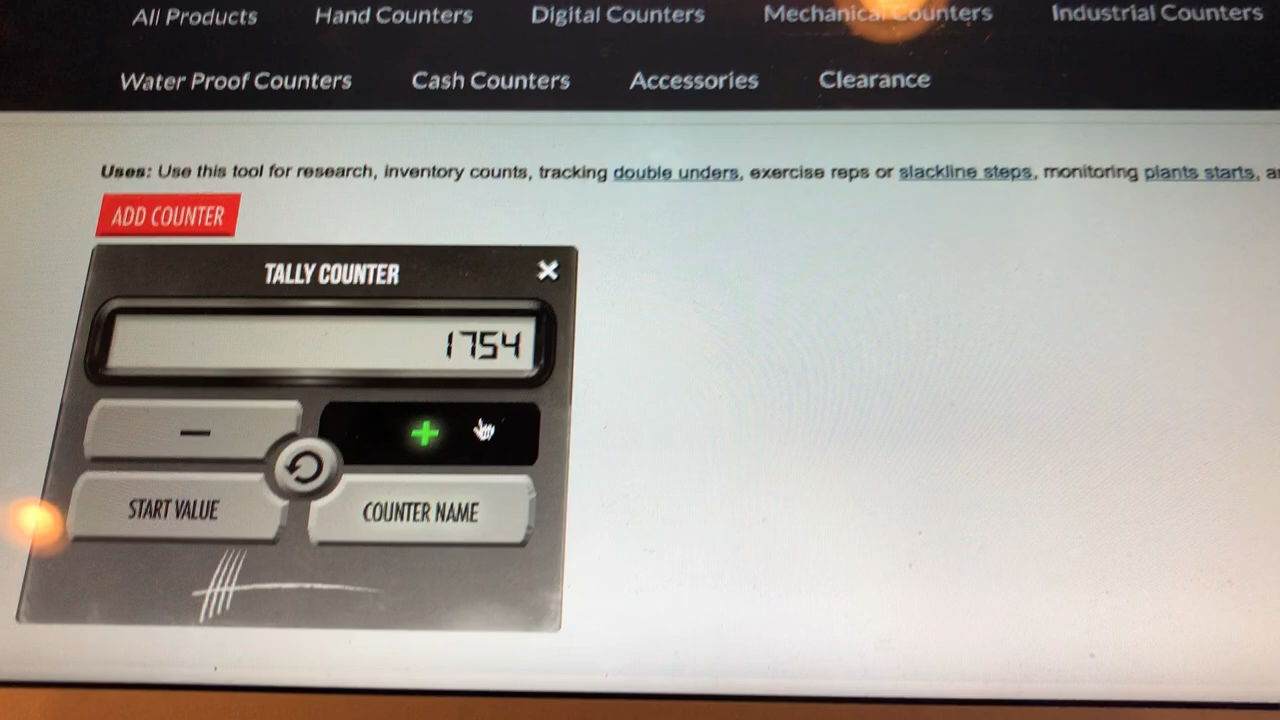 All Products Hand Counters Digital Counters Mechanical Counters Industrial Counters
Water Proof Counters Cash Counters Accessories Clearance
Uses: Use this tool for research, inventory counts, tracking double unders, exercise reps or slackline steps, monitoring plants starts,
ADD COUNTER
TALLY COUNTER
1754
START VALUE COUNTER NAME